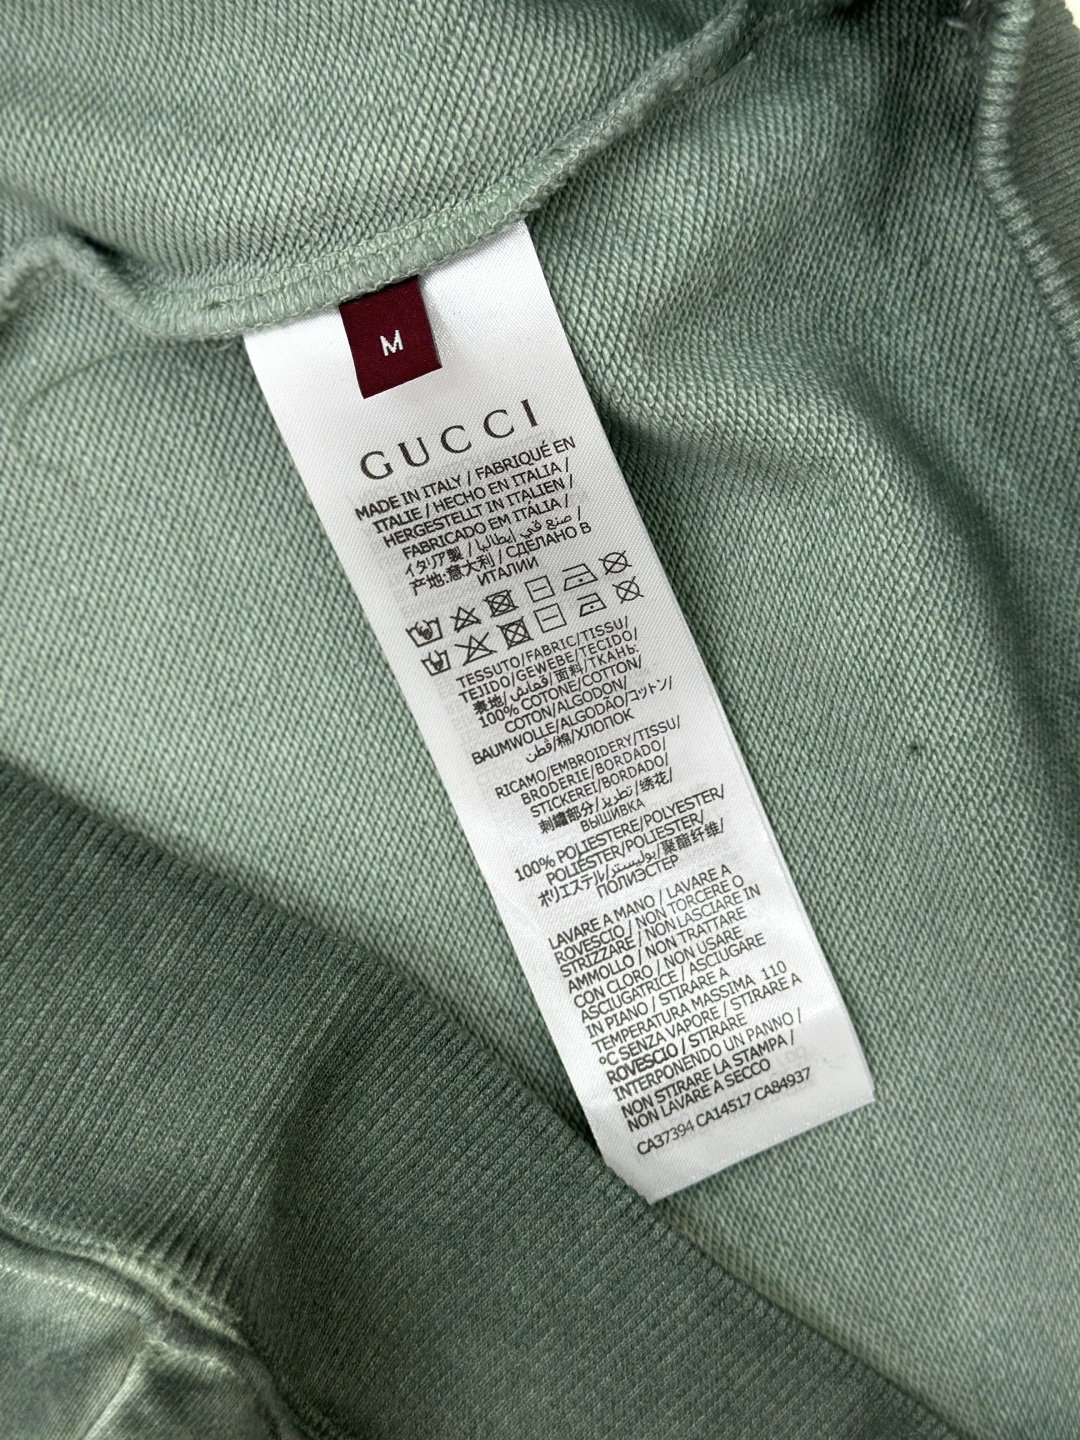 M
GUCCI
MADE IN ITALY / FABRIQUÉ EN
ITALIE / HECHO EN ITALIA /
HERGESTELLT IN ITALIEN /
FABRICADO EM ITÁLIA /
イタリア製 / صنع في إيطاليا /
产地:意大利 / СДЕЛАНО В
ИТАЛИИ
TESSUTO/FABRIC/TISSU/
TEJIDO/GEWEBE/TECIDO/
表地/قماش/面料/ТКАНЬ:
100% COTONE/COTTON/
COTON/ALGODON/
BAUMWOLLE/ALGODÃO/コットン/
قطن/棉/ХЛОПОК
RICAMO/EMBROIDERY/TISSU/
BRODERIE/BORDADO/
STICKEREI/BORDADO/
刺繍部分/تطريز/绣花/
ВЫШИВКА
100% POLIESTERE/POLYESTER/
POLIÉSTER/POLIESTER/
ポリエステル/بوليستر/聚酯纤维/
ПОЛИЭСТЕР
LAVARE A MANO / LAVARE A
ROVESCIO / NON TORCERE O
STRIZZARE / NON LASCIARE IN
AMMOLLO / NON TRATTARE
CON CLORO / NON USARE
ASCIUGATRICE / ASCIUGARE
IN PIANO / STIRARE A
TEMPERATURA MASSIMA 110
°C SENZA VAPORE / STIRARE A
ROVESCIO / STIRARE
INTERPONENDO UN PANNO /
NON STIRARE LA STAMPA /
NON LAVARE A SECCO
CA37394 CA14517 CA84937